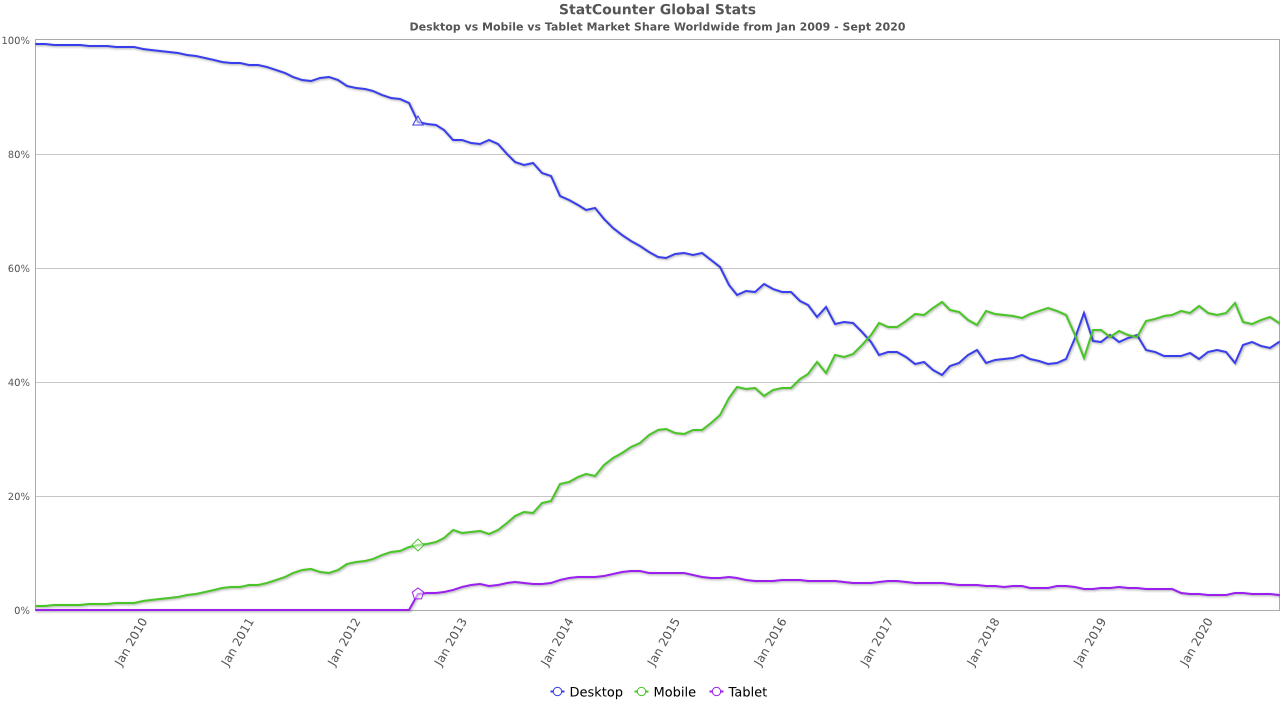 StatCounter Global Stats
Desktop vs Mobile vs Tablet Market Share Worldwide from Jan 2009 - Sept 2020
100%
80%
60%
40%
20%
0%
Jan 2010
Jan 2011
Jan 2012
Jan 2013
Jan 2014
Jan 2015
Jan 2016
Jan 2017
Jan 2018
Jan 2019
Jan 2020
Desktop Mobile Tablet